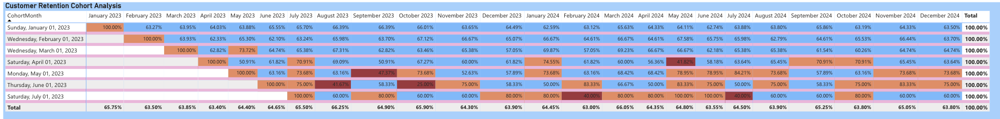 Customer Retention Cohort Analysis
CohortMonth January 2023 February 2023 March 2023 April 2023 May 2023 June 2023 July 2023 August 2023 September 2023 October 2023 November 2023 December 2023 January 2024 February 2024 March 2024 April 2024 May 2024 June 2024 July 2024 August 2024 September 2024 October 2024 November 2024 December 2024 Total
Sunday, January 01, 2023 100.00% 63.27% 63.95% 64.03% 63.88% 65.55% 65.70% 66.39% 66.39% 66.01% 63.65% 64.49% 62.59% 63.12% 65.63% 64.33% 64.11% 62.74% 63.88% 63.80% 65.86% 63.19% 64.33% 63.50% 100.00%
Wednesday, February 01, 2023 100.00% 63.93% 62.33% 65.30% 62.10% 63.24% 65.98% 63.70% 67.12% 66.67% 65.07% 66.67% 64.61% 66.67% 64.61% 67.58% 65.75% 65.98% 62.79% 64.61% 65.53% 66.44% 63.70% 100.00%
Wednesday, March 01, 2023 100.00% 62.82% 73.72% 64.74% 65.38% 67.31% 62.82% 63.46% 65.38% 57.05% 69.87% 57.05% 69.23% 66.67% 66.67% 62.18% 65.38% 65.38% 61.54% 60.26% 64.74% 64.74% 100.00%
Saturday, April 01, 2023 100.00% 50.91% 61.82% 70.91% 69.09% 50.91% 67.27% 60.00% 61.82% 74.55% 61.82% 60.00% 56.36% 41.82% 58.18% 63.64% 65.45% 70.91% 70.91% 65.45% 63.64% 100.00%
Monday, May 01, 2023 100.00% 63.16% 73.68% 63.16% 47.37% 73.68% 52.63% 57.89% 73.68% 63.16% 68.42% 68.42% 78.95% 78.95% 84.21% 73.68% 57.89% 63.16% 73.68% 73.68% 100.00%
Thursday, June 01, 2023 100.00% 75.00% 41.67% 58.33% 25.00% 75.00% 58.33% 50.00% 83.33% 66.67% 50.00% 83.33% 75.00% 50.00% 75.00% 58.33% 75.00% 83.33% 75.00% 100.00%
Saturday, July 01, 2023 100.00% 60.00% 80.00% 60.00% 60.00% 80.00% 80.00% 40.00% 80.00% 80.00% 100.00% 100.00% 40.00% 60.00% 60.00% 80.00% 60.00% 60.00% 100.00%
Total 65.75% 63.50% 63.85% 63.40% 64.40% 64.65% 65.50% 66.25% 64.90% 65.90% 64.30% 63.90% 64.45% 63.00% 66.05% 64.35% 64.80% 63.55% 64.50% 63.90% 65.25% 63.80% 65.05% 63.80% 100.00%